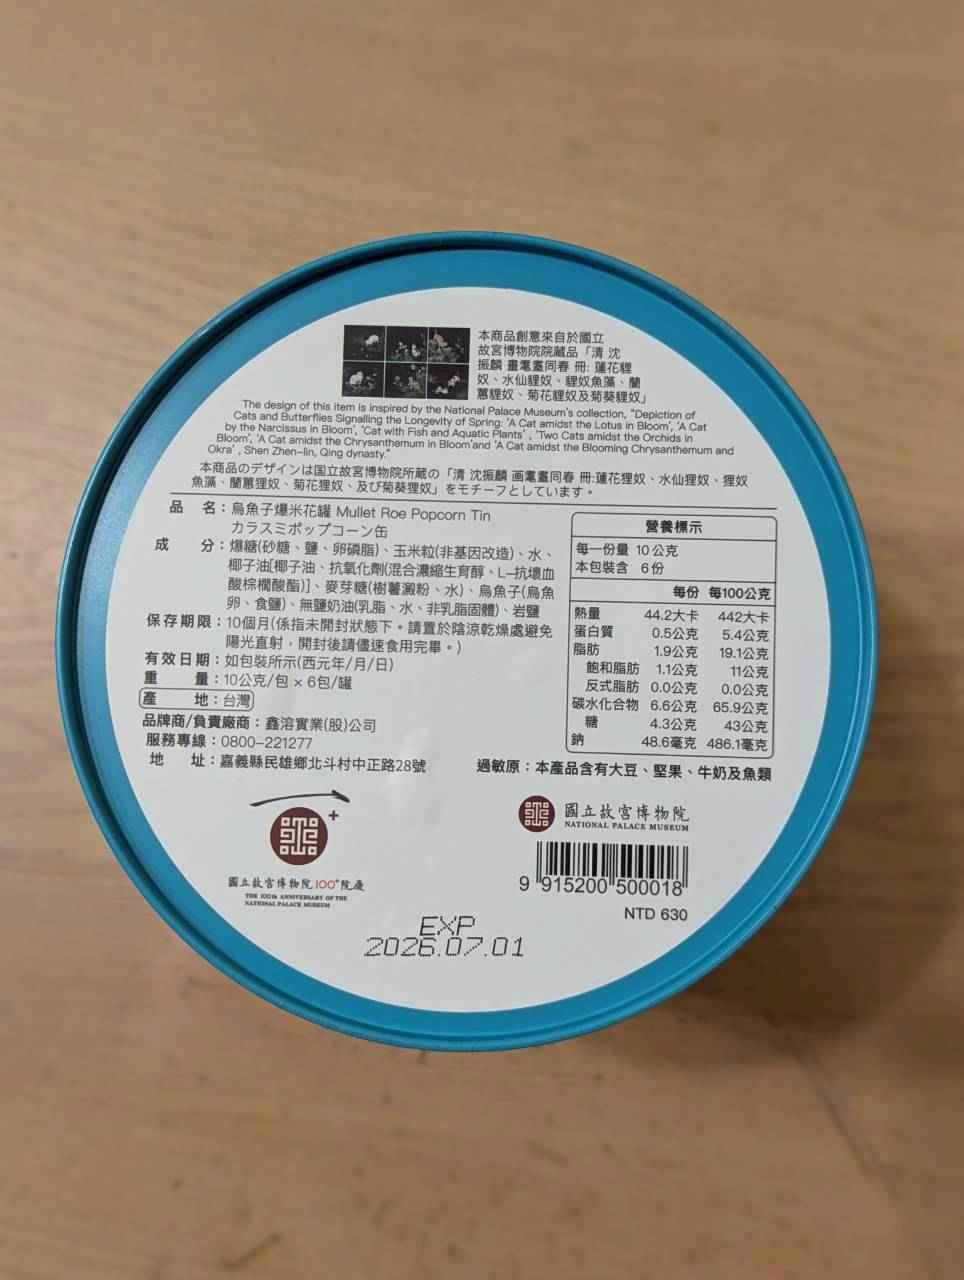 本商品創意來自於國立
故宮博物院院藏品「清 沈
振麟 畫耄耋同春 冊: 蓮花貍
奴、水仙貍奴、貍奴魚藻、蘭
蕙貍奴、菊花貍奴及菊葵貍奴」
The design of this item is inspired by the National Palace Museum's collection, "Depiction of
Cats and Butterflies Signalling the Longevity of Spring: 'A Cat amidst the Lotus in Bloom', 'A Cat
by the Narcissus in Bloom', 'Cat with Fish and Aquatic Plants' , 'Two Cats amidst the Orchids in
Bloom', 'A Cat amidst the Chrysanthemum in Bloom'and 'A Cat amidst the Blooming Chrysanthemum and
Okra' , Shen Zhen-lin, Qing dynasty."
本商品のデザインは国立故宮博物院所蔵の「清 沈振麟 画耄耋同春 冊:蓮花狸奴、水仙狸奴、狸奴
魚藻、蘭蕙狸奴、菊花狸奴、及び菊葵狸奴」をモチーフとしています。
品 名：烏魚子爆米花罐 Mullet Roe Popcorn Tin
カラスミポップコーン缶
成 分：爆糖(砂糖、鹽、卵磷脂)、玉米粒(非基因改造)、水、
椰子油[椰子油、抗氧化劑(混合濃縮生育醇、L-抗壞血
酸棕櫚酸酯)]、麥芽糖(樹薯澱粉、水)、烏魚子(烏魚
卵、食鹽)、無鹽奶油(乳脂、水、非乳脂固體)、岩鹽
保存期限：10個月(係指未開封狀態下。請置於陰涼乾燥處避免
陽光直射，開封後請儘速食用完畢。)
有效日期：如包裝所示(西元年/月/日)
重 量：10公克/包 × 6包/罐
產 地：台灣
品牌商/負責廠商：鑫溶實業(股)公司
服務專線：0800-221277
地 址：嘉義縣民雄鄉北斗村中正路28號
營養標示
每一份量 10 公克
本包裝含 6 份
每份 每100公克
熱量 44.2大卡 442大卡
蛋白質 0.5公克 5.4公克
脂肪 1.9公克 19.1公克
飽和脂肪 1.1公克 11公克
反式脂肪 0.0公克 0.0公克
碳水化合物 6.6公克 65.9公克
糖 4.3公克 43公克
鈉 48.6毫克 486.1毫克
過敏原：本產品含有大豆、堅果、牛奶及魚類
國立故宮博物院
NATIONAL PALACE MUSEUM
9 915200 500018
NTD 630
+
國立故宮博物院 100+ 院慶
THE 100th ANNIVERSARY OF THE
NATIONAL PALACE MUSEUM
EXP
2026.07.01